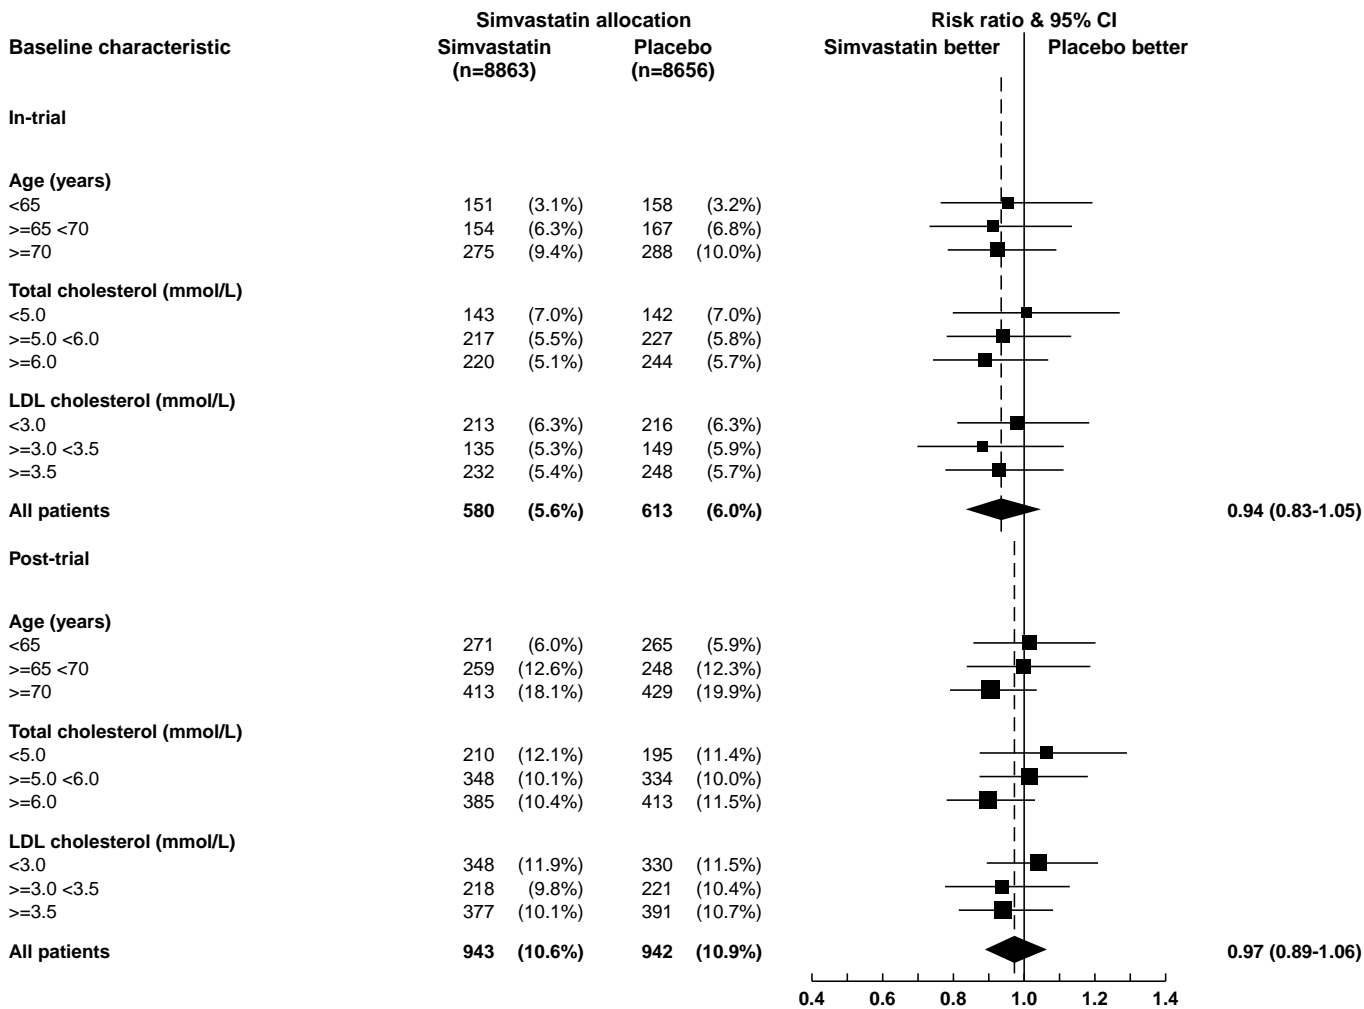 Simvastatin allocation Risk ratio & 95% CI
Baseline characteristic Simvastatin Placebo Simvastatin better Placebo better
(n=8863) (n=8656)
In-trial
Age (years)
<65 151 (3.1%) 158 (3.2%)
>=65 <70 154 (6.3%) 167 (6.8%)
>=70 275 (9.4%) 288 (10.0%)
Total cholesterol (mmol/L)
<5.0 143 (7.0%) 142 (7.0%)
>=5.0 <6.0 217 (5.5%) 227 (5.8%)
>=6.0 220 (5.1%) 244 (5.7%)
LDL cholesterol (mmol/L)
<3.0 213 (6.3%) 216 (6.3%)
>=3.0 <3.5 135 (5.3%) 149 (5.9%)
>=3.5 232 (5.4%) 248 (5.7%)
All patients 580 (5.6%) 613 (6.0%) 0.94 (0.83-1.05)
Post-trial
Age (years)
<65 271 (6.0%) 265 (5.9%)
>=65 <70 259 (12.6%) 248 (12.3%)
>=70 413 (18.1%) 429 (19.9%)
Total cholesterol (mmol/L)
<5.0 210 (12.1%) 195 (11.4%)
>=5.0 <6.0 348 (10.1%) 334 (10.0%)
>=6.0 385 (10.4%) 413 (11.5%)
LDL cholesterol (mmol/L)
<3.0 348 (11.9%) 330 (11.5%)
>=3.0 <3.5 218 (9.8%) 221 (10.4%)
>=3.5 377 (10.1%) 391 (10.7%)
All patients 943 (10.6%) 942 (10.9%) 0.97 (0.89-1.06)
0.4 0.6 0.8 1.0 1.2 1.4